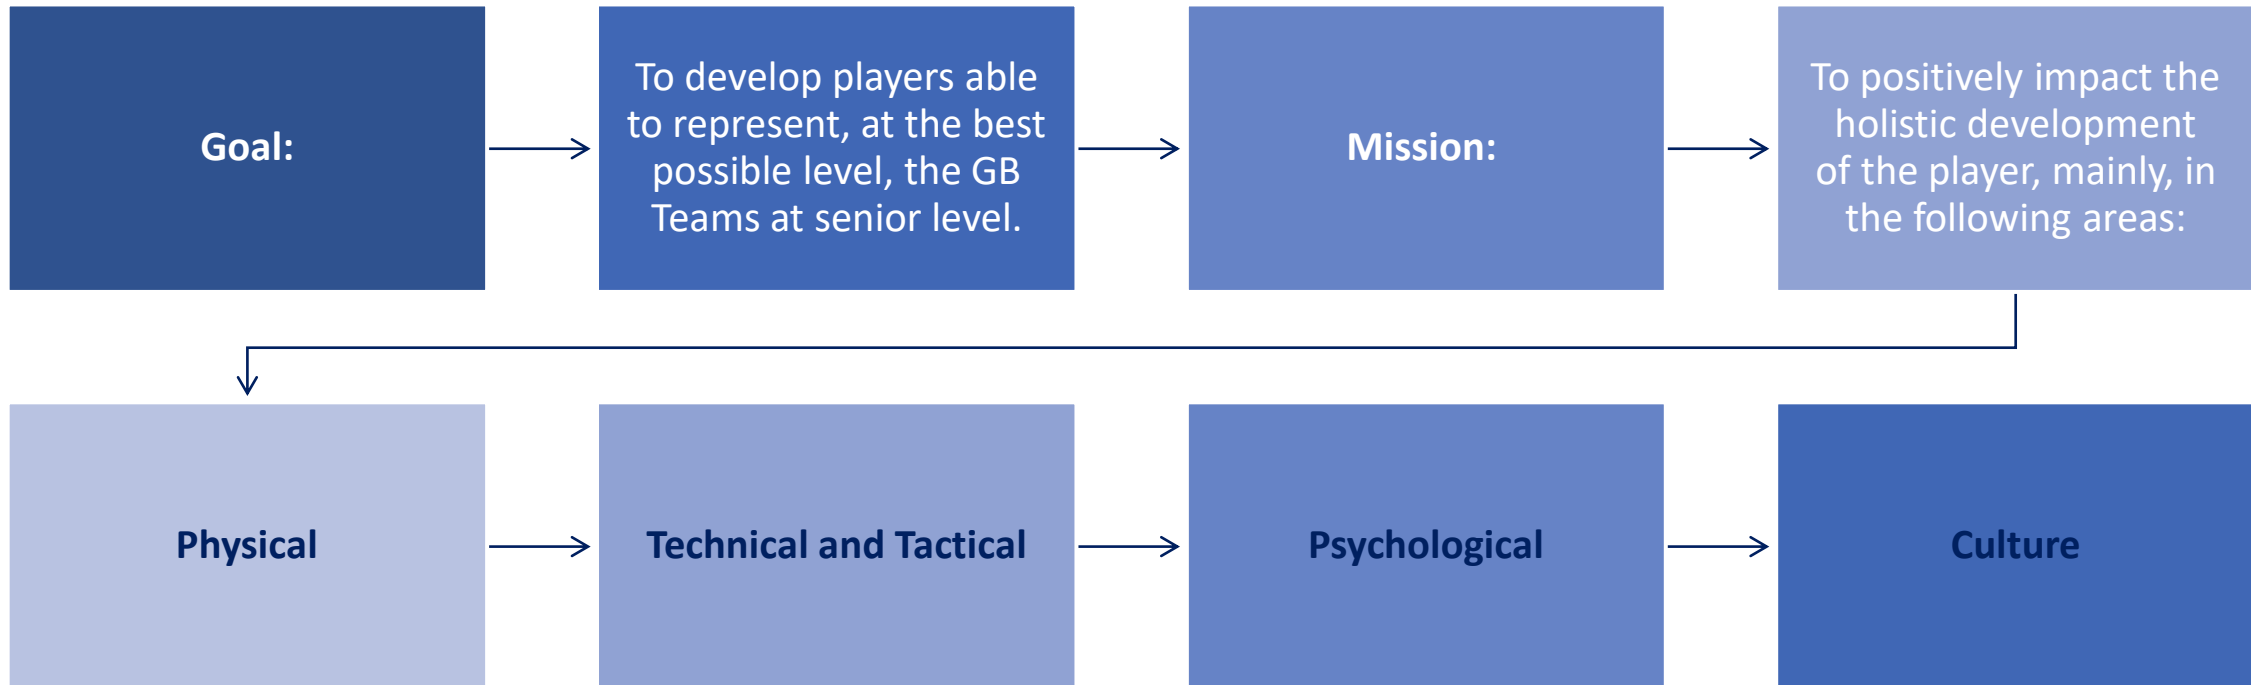 Goal:
To develop players able
to represent, at the best
possible level, the GB
Teams at senior level.
Mission:
To positively impact the
holistic development
of the player, mainly, in
the following areas:
Physical
Technical and Tactical
Psychological
Culture